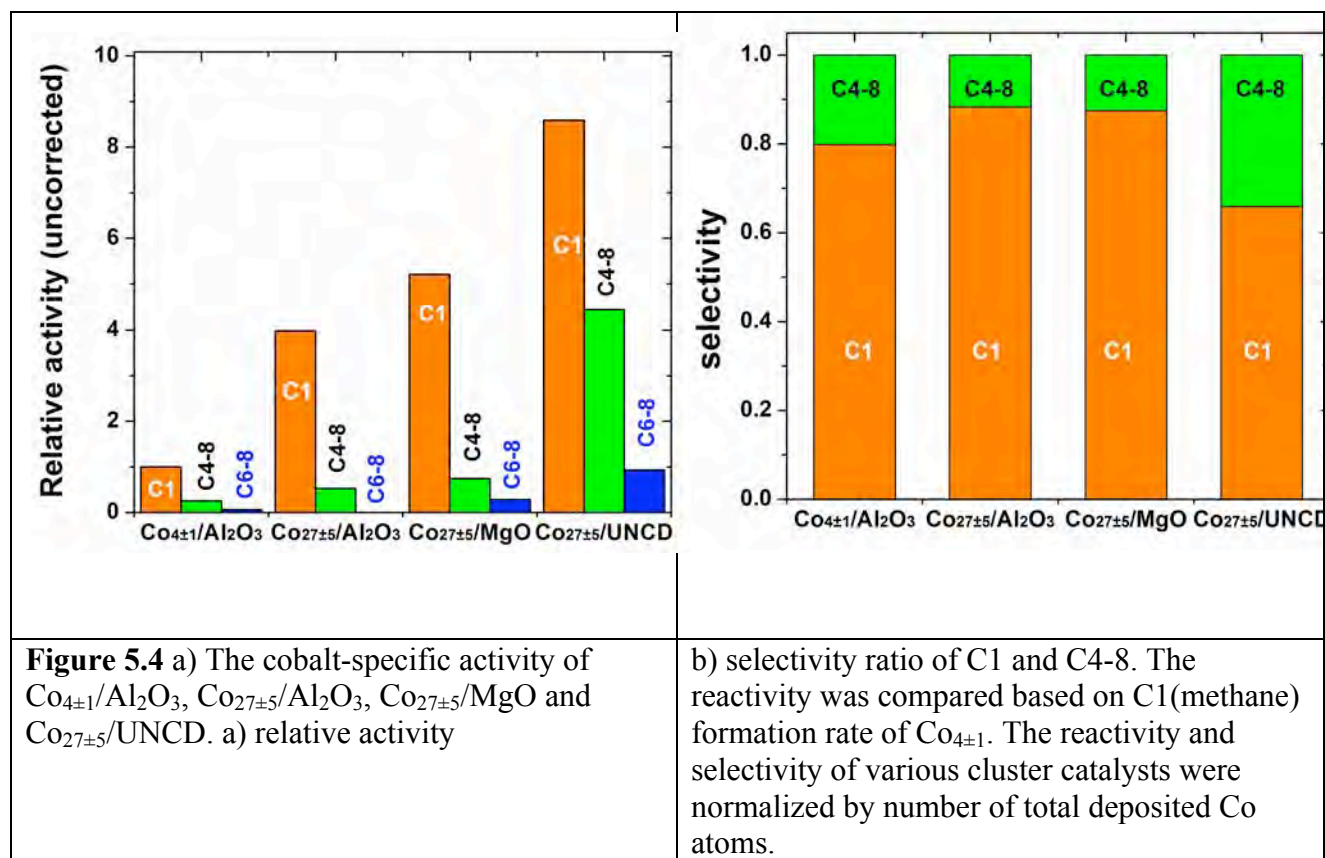 Relative activity (uncorrected)
10
8
6
4
2
0
C1
C4-8
C6-8
C1
C4-8
C6-8
C1
C4-8
C6-8
C1
C4-8
C6-8
Co4±1/Al2O3 Co27±5/Al2O3 Co27±5/MgO Co27±5/UNCD
selectivity
1.0
0.8
0.6
0.4
0.2
0.0
C4-8
C4-8
C4-8
C4-8
C1
C1
C1
C1
Co4±1/Al2O3 Co27±5/Al2O3 Co27±5/MgO Co27±5/UNCD
Figure 5.4 a) The cobalt-specific activity of
Co4±1/Al2O3, Co27±5/Al2O3, Co27±5/MgO and
Co27±5/UNCD. a) relative activity
b) selectivity ratio of C1 and C4-8. The
reactivity was compared based on C1(methane)
formation rate of Co4±1. The reactivity and
selectivity of various cluster catalysts were
normalized by number of total deposited Co
atoms.